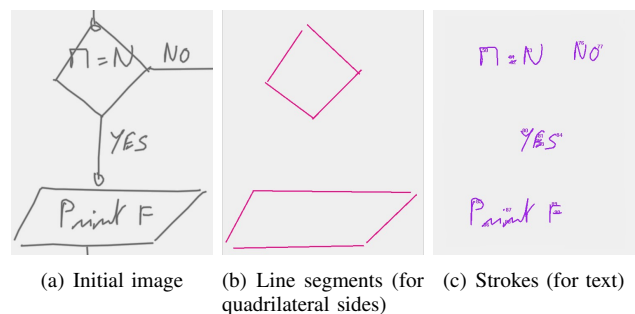 n = N NO
YES
Print F
n = N NO
YES
Print F
(a) Initial image
(b) Line segments (for quadrilateral sides)
(c) Strokes (for text)